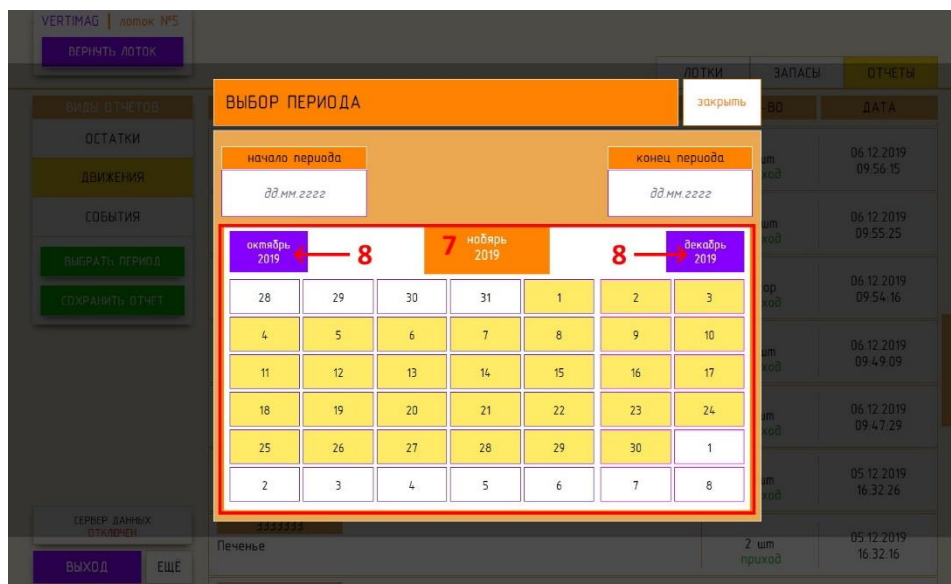 VERTIMAG | лоток №5
ВЕРНУТЬ ЛОТОК
ЛОТКИ ЗАПАСЫ ОТЧЕТЫ
ВИДЫ ОТЧЕТОВ
ОСТАТКИ
ДВИЖЕНИЯ
СОБЫТИЯ
ВЫБРАТЬ ПЕРИОД
СОХРАНИТЬ ОТЧЕТ
ВЫБОР ПЕРИОДА
закрыть
ДАТА
начало периода
конец периода
дд.мм.гггг
дд.мм.гггг
октябрь
2019
8
7
ноябрь
2019
8
декабрь
2019
28 29 30 31 1 2 3
4 5 6 7 8 9 10
11 12 13 14 15 16 17
18 19 20 21 22 23 24
25 26 27 28 29 30 1
2 3 4 5 6 7 8
06.12.2019
09:56:15
06.12.2019
09:55:25
06.12.2019
09:54:16
06.12.2019
09:49:09
06.12.2019
09:47:29
05.12.2019
16:32:26
3333333
Печенье
2 шт
приход
05.12.2019
16:32:16
СЕРВЕР ДАННЫХ
ОТКЛЮЧЕН
ВЫХОД
ЕЩЁ